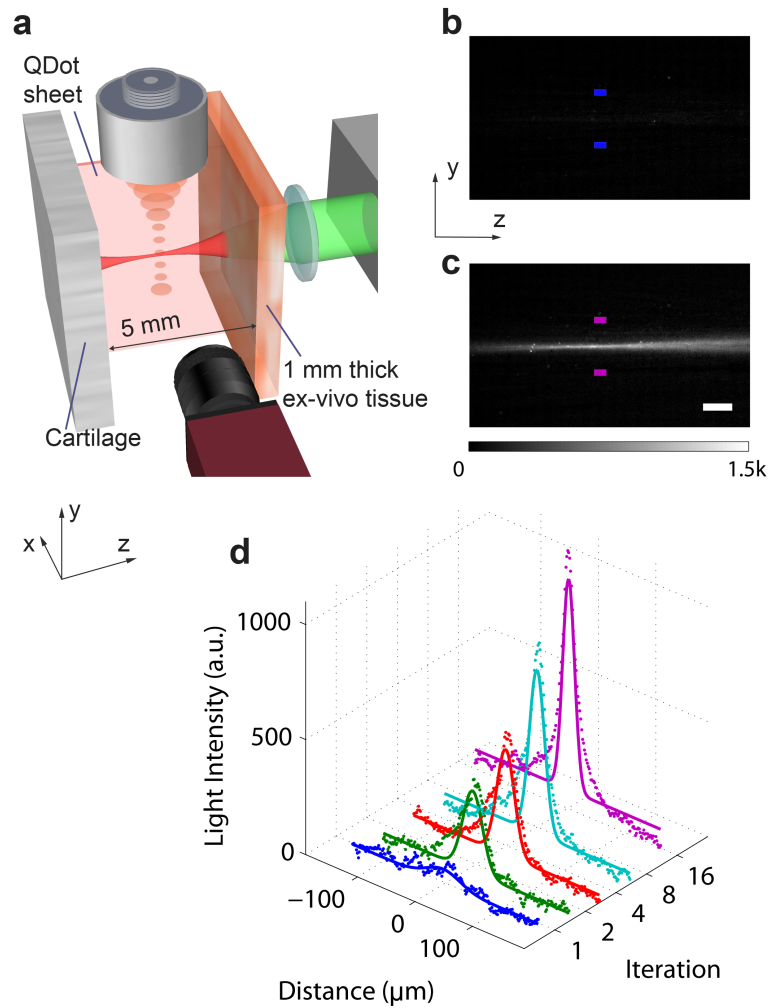 a
QDot
sheet
5 mm
1 mm thick
ex-vivo tissue
Cartilage
y
x
z
b
y
z
c
0
1.5k
d
Light Intensity (a.u.)
1000
500
0
−100
0
100
Distance (µm)
1
2
4
8
16
Iteration